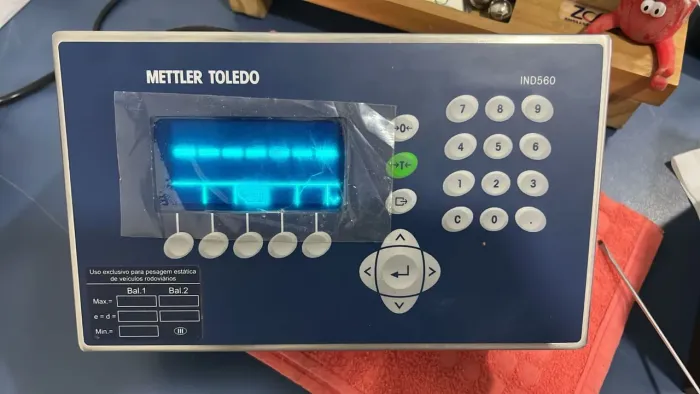 METTLER TOLEDO
IND560
→0←
7 8 9
→T←
4 5 6
1 2 3
C 0 .
Uso exclusivo para pesagem estática
de veículos rodoviários
Bal.1 Bal.2
Max.=
e = d =
Min.=
III